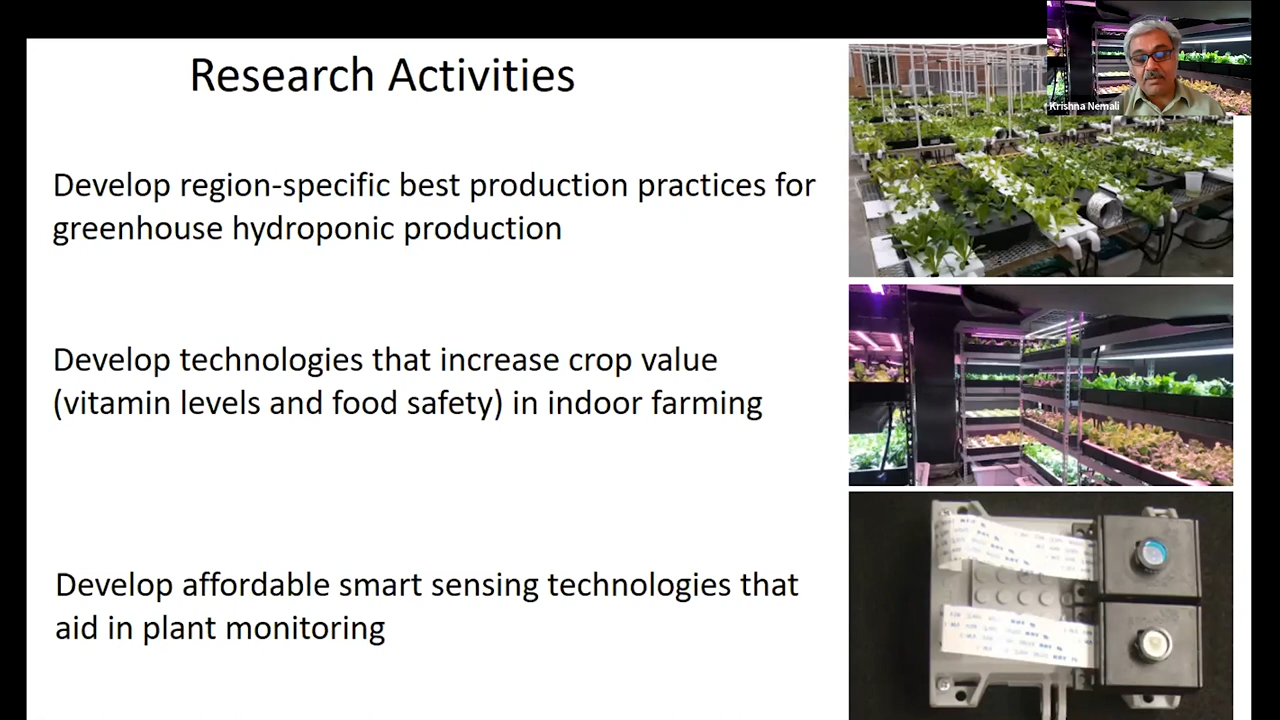 Research Activities
Krishna Nemali
Develop region-specific best production practices for
greenhouse hydroponic production
Develop technologies that increase crop value
(vitamin levels and food safety) in indoor farming
Develop affordable smart sensing technologies that
aid in plant monitoring